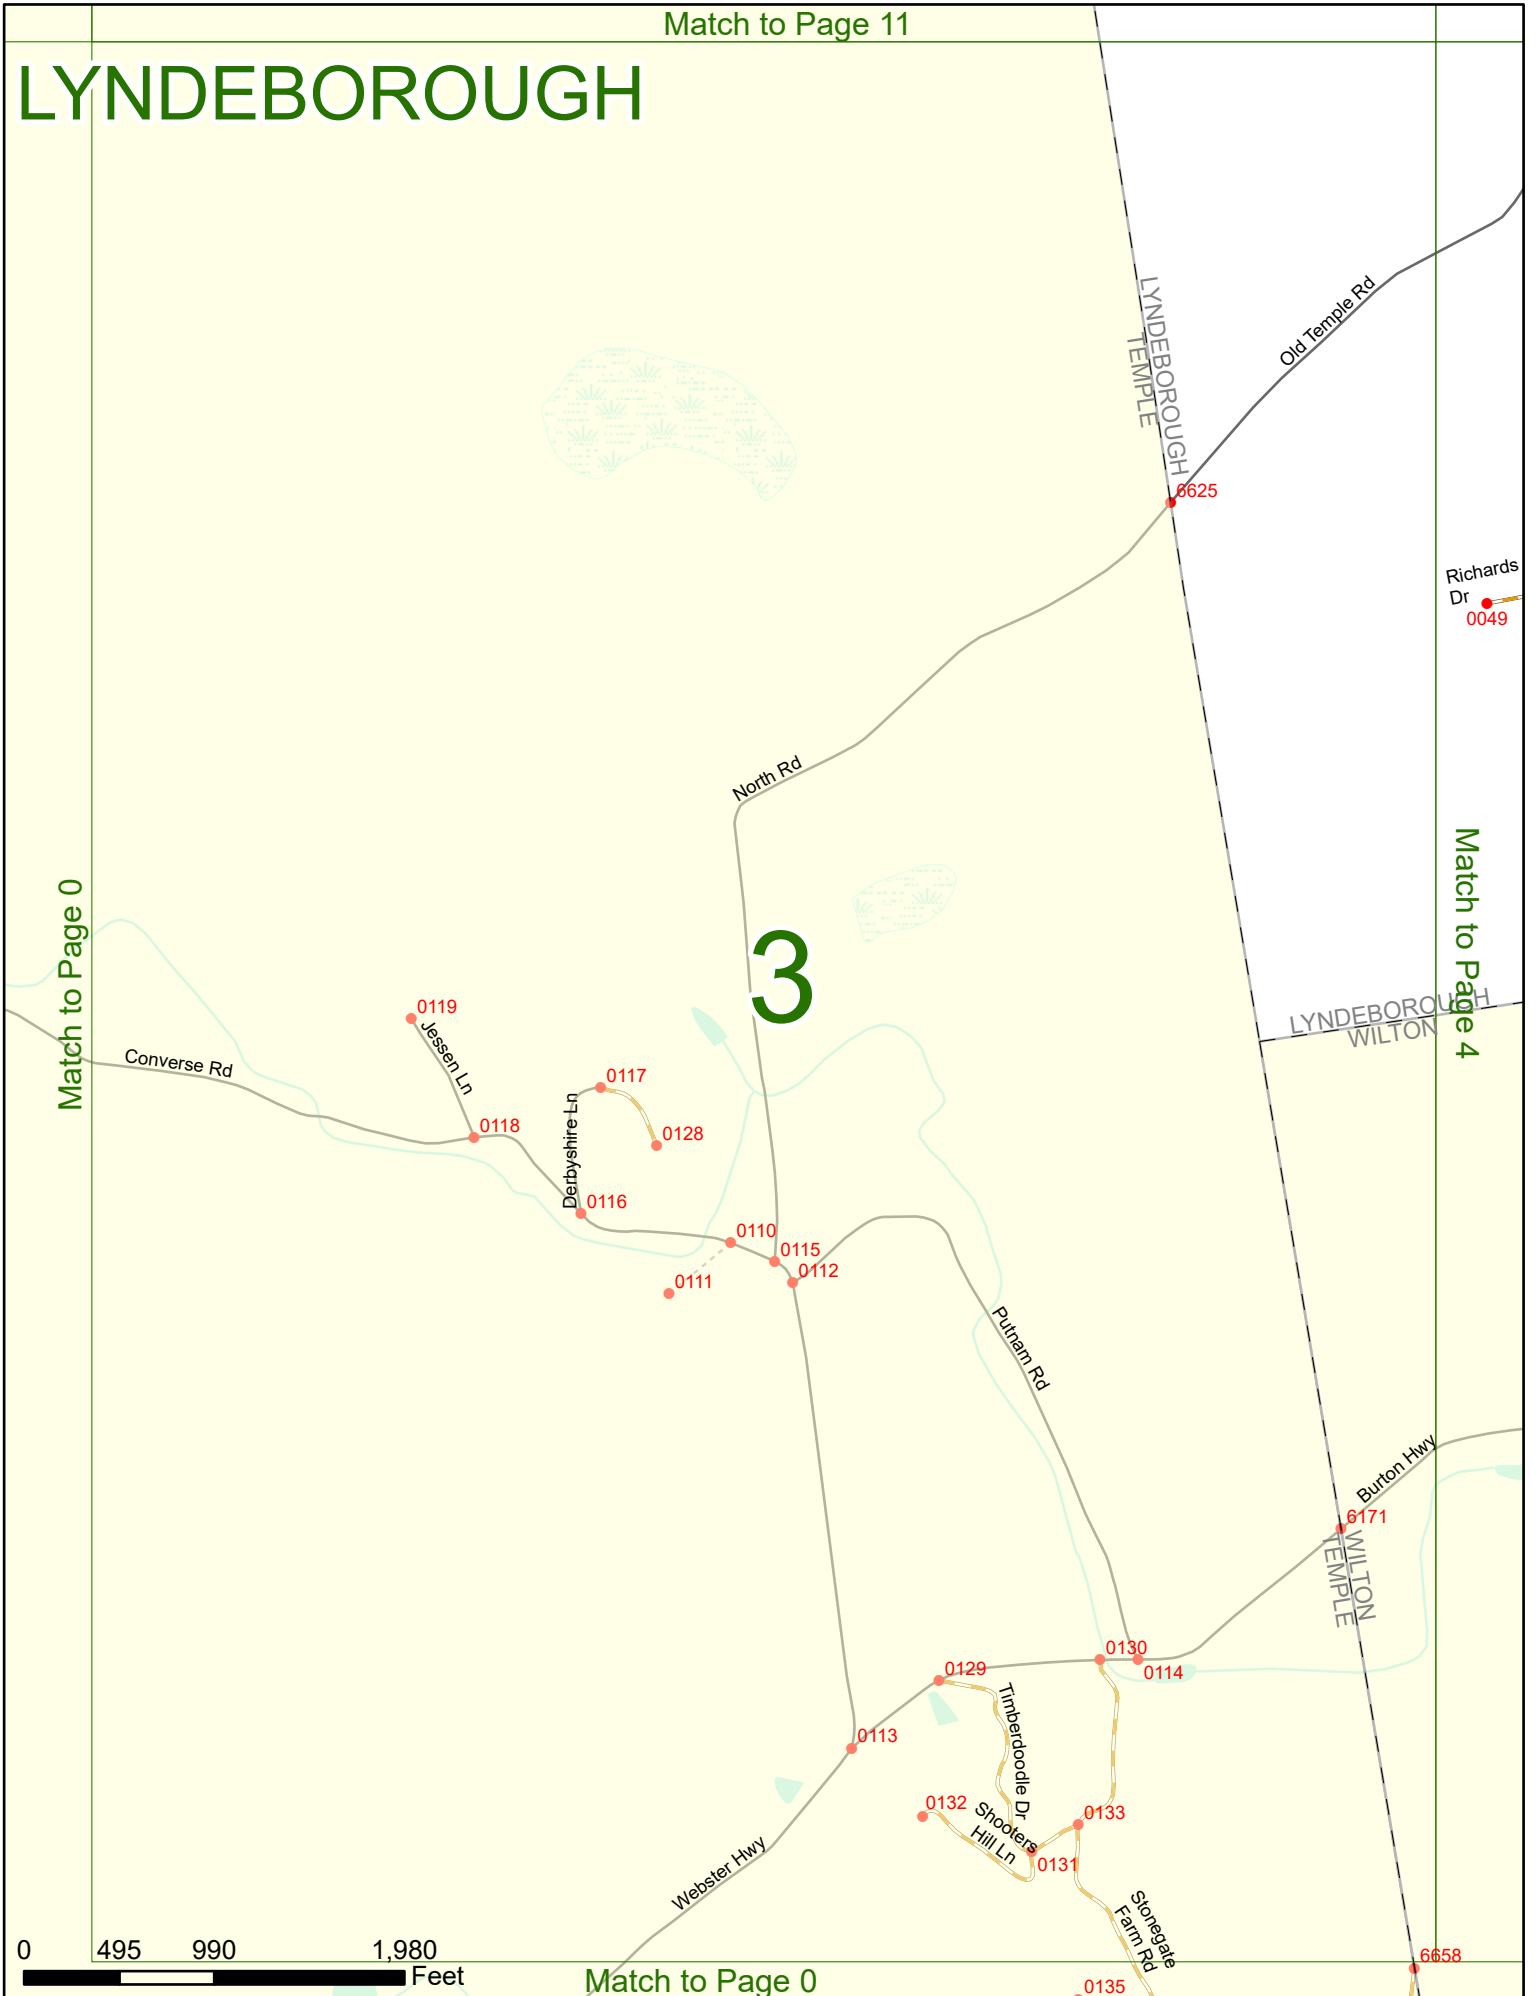 Match to Page 11
LYNDEBOROUGH
LYNDEBOROUGH
TEMPLE
Old Temple Rd
6625
Richards
Dr
0049
North Rd
Match to Page 0
3
Match to Page 4
LYNDEBOROUGH
WILTON
0119
Jessen Ln
Converse Rd
0117
0118
Derbyshire Ln
0128
0116
0110
0115
0111
0112
Putnam Rd
Burton Hwy
6171
WILTON
TEMPLE
0130
0114
0129
Timberdoodle Dr
0113
0132
Shooters
Hill Ln
0133
0131
Webster Hwy
Stonegate
Farm Rd
6658
0 495 990 1,980
Feet
Match to Page 0
0135